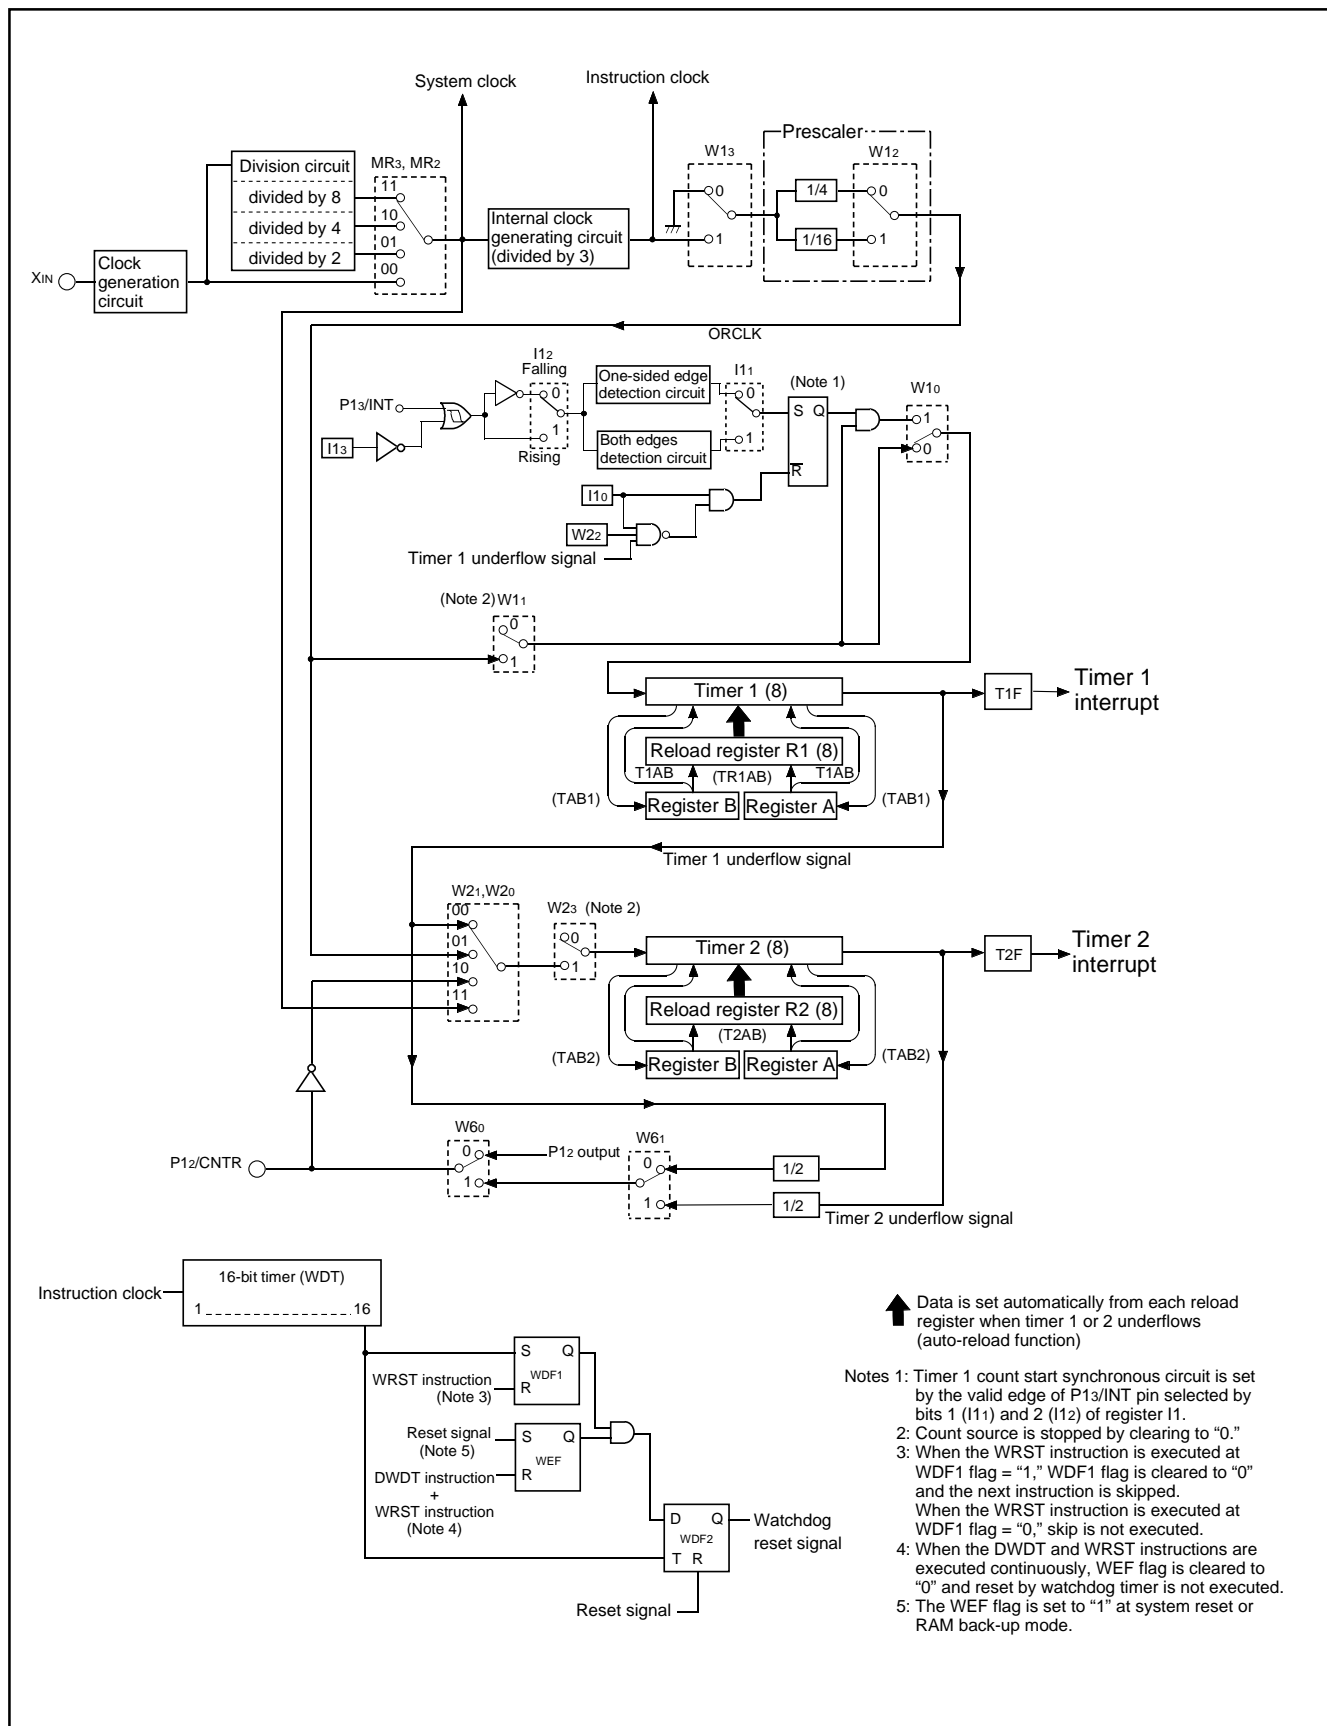 System clock
Instruction clock
Prescaler
W13
W12
Division circuit
MR3, MR2
divided by 8
11
divided by 4
10
divided by 2
01
00
Internal clock
generating circuit
(divided by 3)
0
1
1/4
0
1/16
1
XIN
Clock
generation
circuit
ORCLK
I12
Falling
One-sided edge
detection circuit
I11
(Note 1)
W10
P13/INT
0
0
S Q
1
I13
1
Both edges
detection circuit
1
0
Rising
R
I10
W22
Timer 1 underflow signal
(Note 2) W11
0
1
Timer 1 (8)
T1F
Timer 1
interrupt
Reload register R1 (8)
T1AB
(TR1AB)
T1AB
(TAB1)
Register B
Register A
(TAB1)
Timer 1 underflow signal
W21,W20
W23 (Note 2)
00
01
10
11
0
1
Timer 2 (8)
T2F
Timer 2
interrupt
Reload register R2 (8)
(T2AB)
(TAB2)
Register B
Register A
(TAB2)
W60
W61
P12/CNTR
0
P12 output
0
1/2
1
1
1/2
Timer 2 underflow signal
16-bit timer (WDT)
Instruction clock
1
16
S Q
WDF1
R
WRST instruction
(Note 3)
Reset signal
(Note 5)
S Q
WEF
R
DWDT instruction
+
WRST instruction
(Note 4)
D Q
WDF2
T R
Watchdog
reset signal
Reset signal
Data is set automatically from each reload
register when timer 1 or 2 underflows
(auto-reload function)
Notes 1: Timer 1 count start synchronous circuit is set
by the valid edge of P13/INT pin selected by
bits 1 (I11) and 2 (I12) of register I1.
2: Count source is stopped by clearing to “0.”
3: When the WRST instruction is executed at
WDF1 flag = “1,” WDF1 flag is cleared to “0”
and the next instruction is skipped.
When the WRST instruction is executed at
WDF1 flag = “0,” skip is not executed.
4: When the DWDT and WRST instructions are
executed continuously, WEF flag is cleared to
“0” and reset by watchdog timer is not executed.
5: The WEF flag is set to “1” at system reset or
RAM back-up mode.